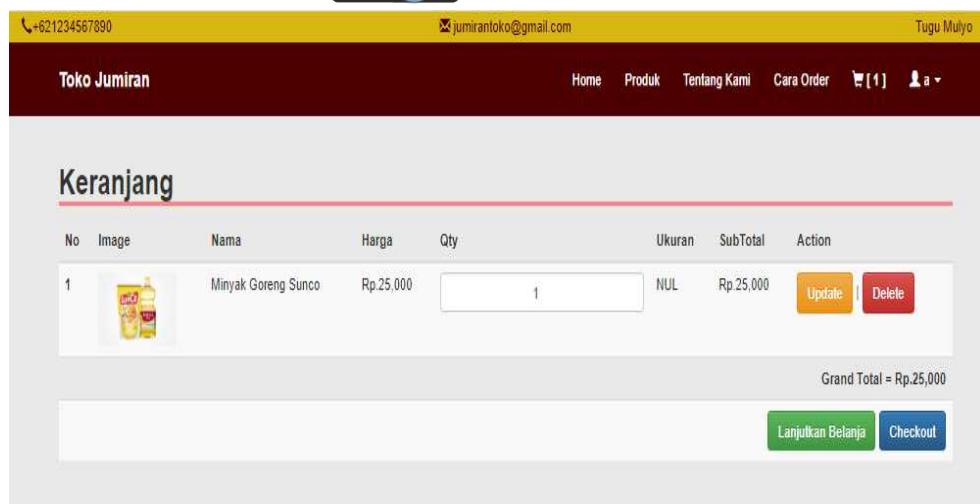 +621234567890 jumirantoko@gmail.com Tugu Mulyo
Toko Jumiran Home Produk Tentang Kami Cara Order [ 1 ] a
Keranjang
No Image Nama Harga Qty Ukuran SubTotal Action
1 Minyak Goreng Sunco Rp.25,000 1 NUL Rp.25,000 Update | Delete
Grand Total = Rp.25,000
Lanjutkan Belanja Checkout